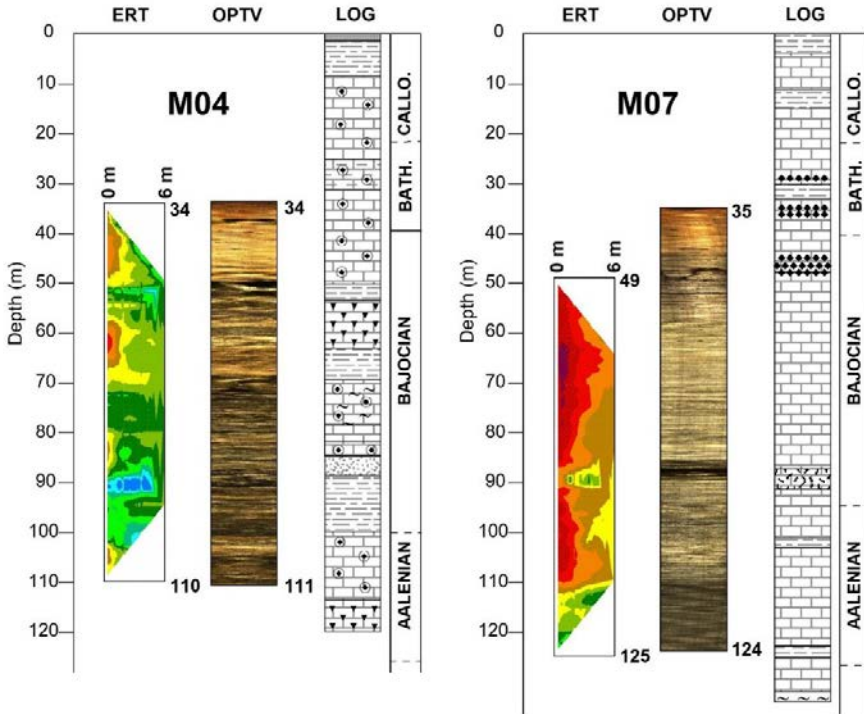 ERT OPTV LOG
ERT OPTV LOG
M04
M07
Depth (m)
0
10
20
30
40
50
60
70
80
90
100
110
120
0 m
6 m
34
110
34
111
CALLO.
BATH.
BAJOCIAN
AALENIAN
Depth (m)
0
10
20
30
40
50
60
70
80
90
100
110
120
0 m
6 m
49
125
35
124
CALLO.
BATH.
BAJOCIAN
AALENIAN